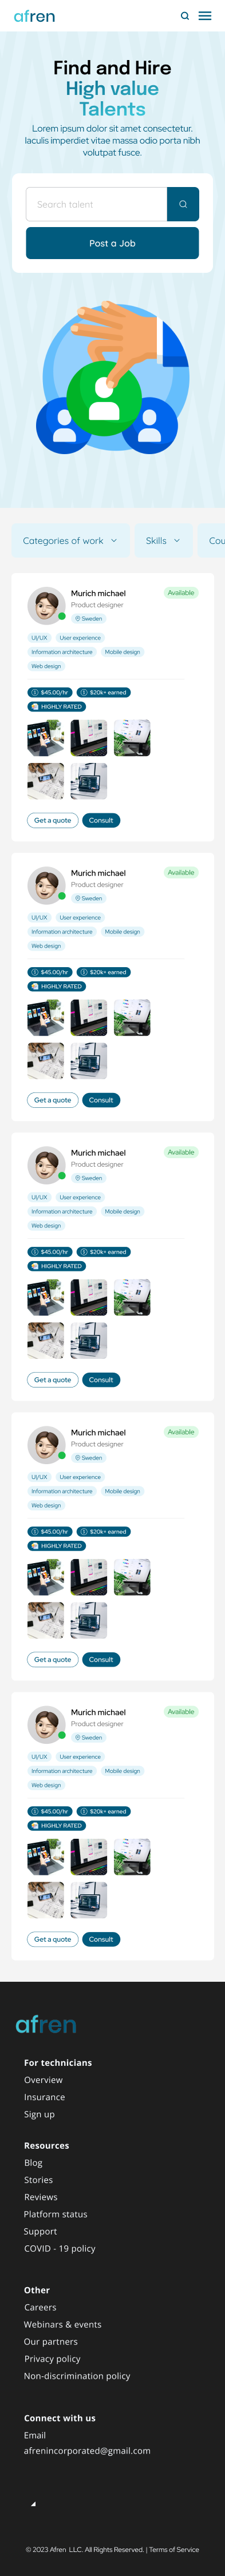 afren
Find and Hire
High value
Talents
Lorem ipsum dolor sit amet consectetur.
Iaculis imperdiet vitae massa odio porta nibh
volutpat fusce.
Search talent
Post a Job
Categories of work
Skills
Cou
Murich michael
Available
Product designer
Sweden
UI/UX
User experience
Information architecture
Mobile design
Web design
$45.00/hr
$20k+ earned
HIGHLY RATED
Get a quote
Consult
Murich michael
Available
Product designer
Sweden
UI/UX
User experience
Information architecture
Mobile design
Web design
$45.00/hr
$20k+ earned
HIGHLY RATED
Get a quote
Consult
Murich michael
Available
Product designer
Sweden
UI/UX
User experience
Information architecture
Mobile design
Web design
$45.00/hr
$20k+ earned
HIGHLY RATED
Get a quote
Consult
Murich michael
Available
Product designer
Sweden
UI/UX
User experience
Information architecture
Mobile design
Web design
$45.00/hr
$20k+ earned
HIGHLY RATED
Get a quote
Consult
Murich michael
Available
Product designer
Sweden
UI/UX
User experience
Information architecture
Mobile design
Web design
$45.00/hr
$20k+ earned
HIGHLY RATED
Get a quote
Consult
afren
For technicians
Overview
Insurance
Sign up
Resources
Blog
Stories
Reviews
Platform status
Support
COVID - 19 policy
Other
Careers
Webinars & events
Our partners
Privacy policy
Non-discrimination policy
Connect with us
Email
afrenincorporated@gmail.com
© 2023 Afren LLC. All Rights Reserved. | Terms of Service